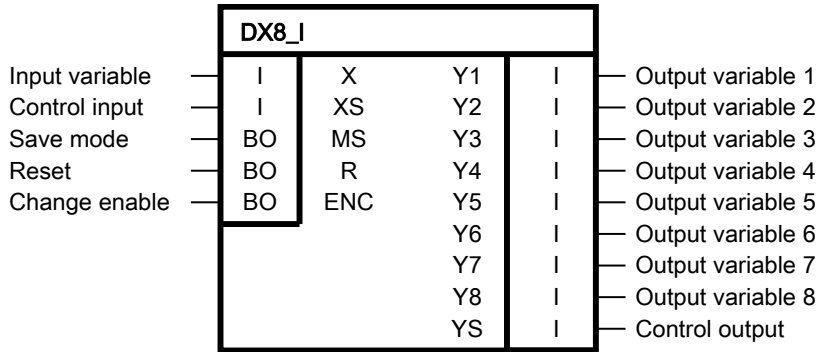 DX8_I
Input variable I X Y1 I Output variable 1
Control input I XS Y2 I Output variable 2
Save mode BO MS Y3 I Output variable 3
Reset BO R Y4 I Output variable 4
Change enable BO ENC Y5 I Output variable 5
Y6 I Output variable 6
Y7 I Output variable 7
Y8 I Output variable 8
YS I Control output